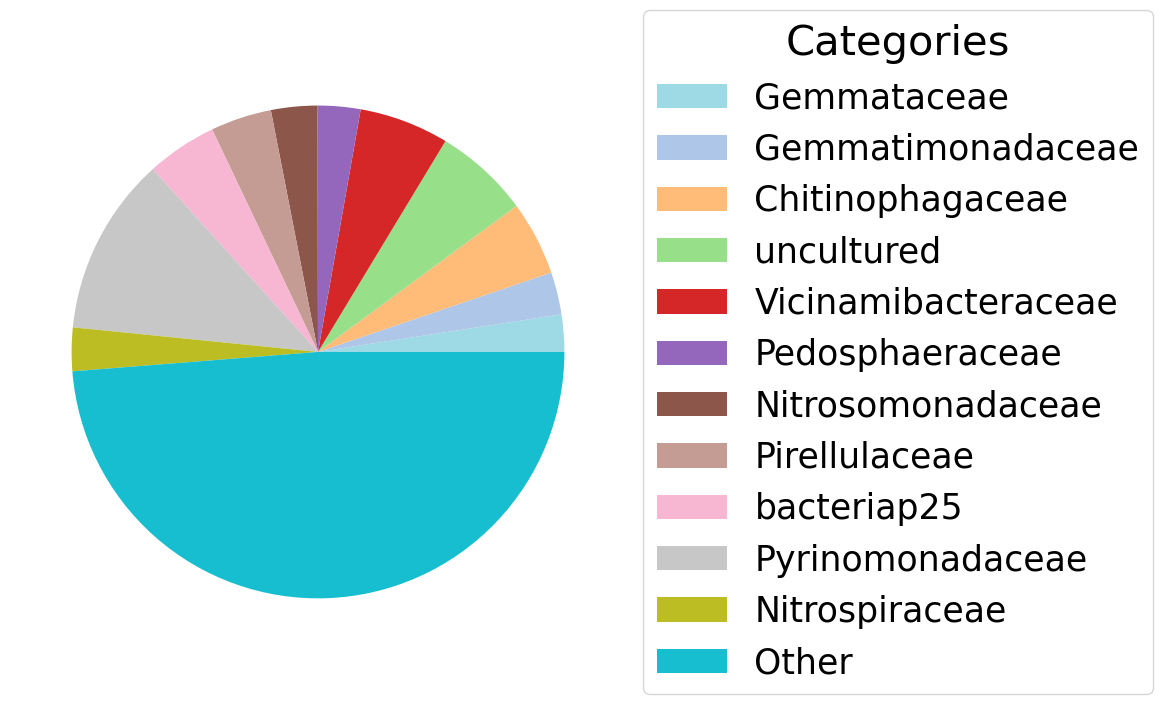 Categories
Gemmataceae
Gemmatimonadaceae
Chitinophagaceae
uncultured
Vicinamibacteraceae
Pedosphaeraceae
Nitrosomonadaceae
Pirellulaceae
bacteriap25
Pyrinomonadaceae
Nitrospiraceae
Other